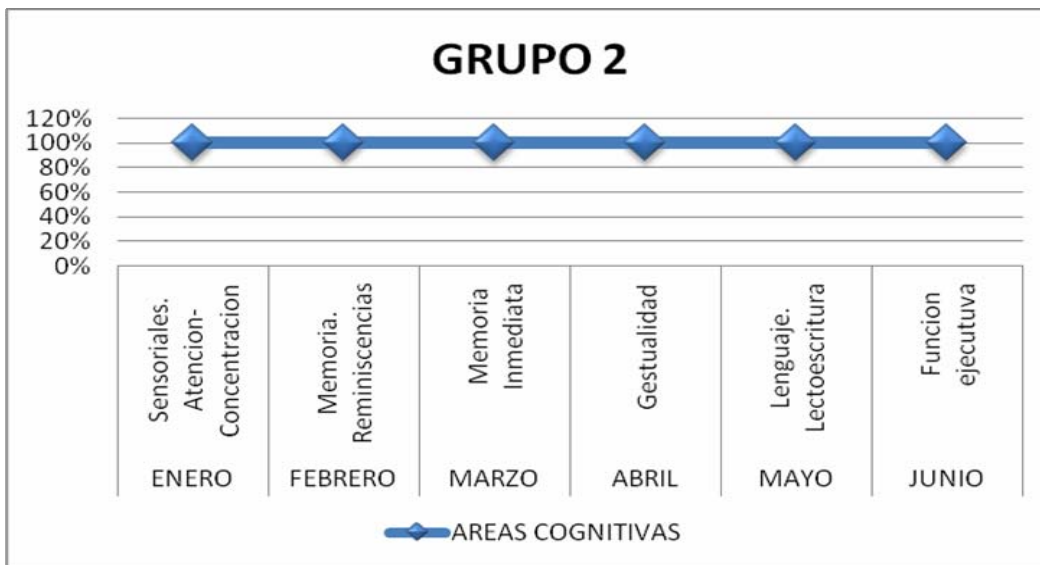 GRUPO 2
120%
100%
80%
60%
40%
20%
0%
Sensoriales.
Atencion-
Concentracion
Memoria.
Reminiscencias
Memoria
Inmediata
Gestualidad
Lenguaje.
Lectoescritura
Funcion
ejecutuva
ENERO
FEBRERO
MARZO
ABRIL
MAYO
JUNIO
AREAS COGNITIVAS